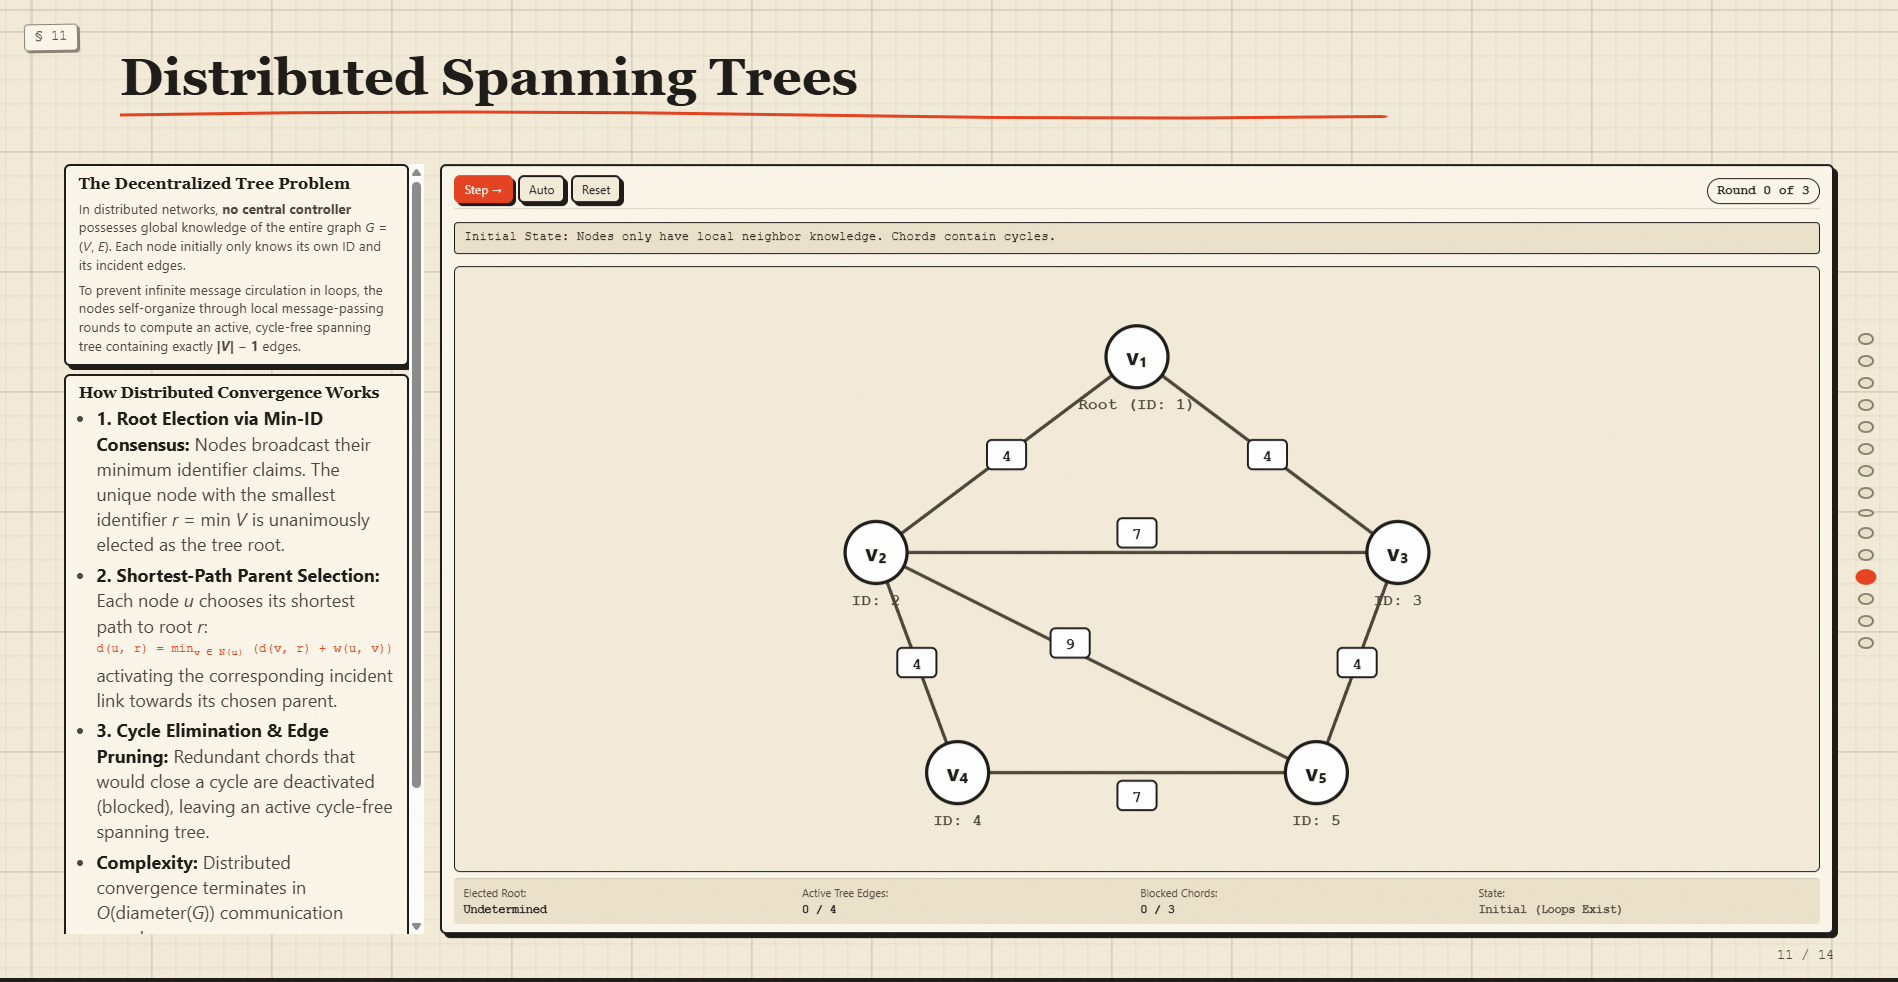 § 11
Distributed Spanning Trees
The Decentralized Tree Problem
In distributed networks, no central controller
possesses global knowledge of the entire graph G =
(V, E). Each node initially only knows its own ID and
its incident edges.
To prevent infinite message circulation in loops, the
nodes self-organize through local message-passing
rounds to compute an active, cycle-free spanning
tree containing exactly |V| − 1 edges.
How Distributed Convergence Works
• 1. Root Election via Min-ID
Consensus: Nodes broadcast their
minimum identifier claims. The
unique node with the smallest
identifier r = min V is unanimously
elected as the tree root.
• 2. Shortest-Path Parent Selection:
Each node u chooses its shortest
path to root r:
d(u, r) = min_v ∈ N(u) (d(v, r) + w(u, v))
activating the corresponding incident
link towards its chosen parent.
• 3. Cycle Elimination & Edge
Pruning: Redundant chords that
would close a cycle are deactivated
(blocked), leaving an active cycle-free
spanning tree.
• Complexity: Distributed
convergence terminates in
O(diameter(G)) communication
Step →
Auto
Reset
Round 0 of 3
Initial State: Nodes only have local neighbor knowledge. Chords contain cycles.
v₁
Root (ID: 1)
4
4
7
v₂
v₃
ID: 2
ID: 3
9
4
4
v₄
v₅
7
ID: 4
ID: 5
Elected Root:
Undetermined
Active Tree Edges:
0 / 4
Blocked Chords:
0 / 3
State:
Initial (Loops Exist)
11 / 14